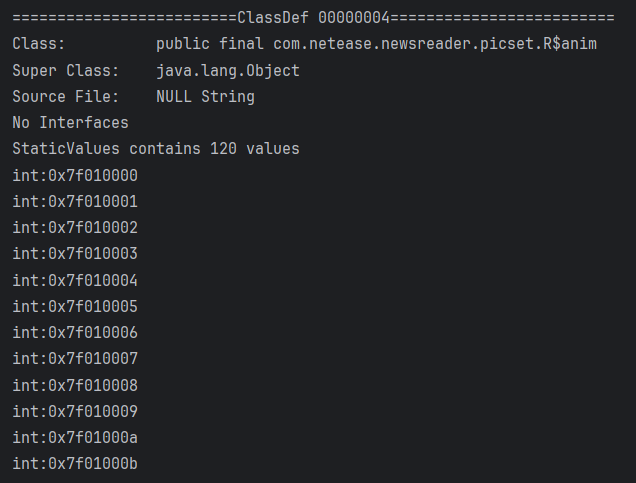 =========================ClassDef 00000004=========================
Class:          public final com.netease.newsreader.picset.R$anim
Super Class:    java.lang.Object
Source File:    NULL String
No Interfaces
StaticValues contains 120 values
int:0x7f010000
int:0x7f010001
int:0x7f010002
int:0x7f010003
int:0x7f010004
int:0x7f010005
int:0x7f010006
int:0x7f010007
int:0x7f010008
int:0x7f010009
int:0x7f01000a
int:0x7f01000b